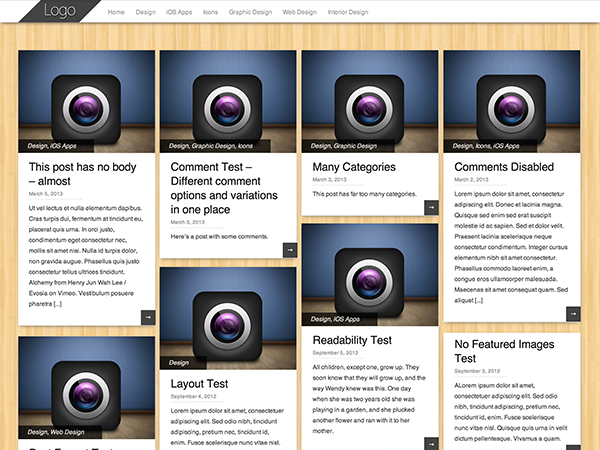 Logo
Home Design iOS Apps Icons Graphic Design Web Design Interior Design
Design, iOS Apps
This post has no body
– almost
March 5, 2013
Ut vel lectus et nulla elementum dapibus.
Cras turpis dui, fermentum at tincidunt eu,
placerat quis urna. In orci justo,
condimentum eget consectetur nec,
mollis sit amet nisi. Nulla id turpis dolor,
non gravida augue. Phasellus quis justo
consectetur tellus ultrices tincidunt.
Alchemy from Henry Jun Wah Lee /
Evosia on Vimeo. Vestibulum posuere
pharetra [...]
→
Design, Web Design
Design, Graphic Design, Icons
Comment Test –
Different comment
options and variations
in one place
March 3, 2013
Here's a post with some comments.
→
Design
Layout Test
September 4, 2012
Lorem ipsum dolor sit amet, consectetuer
adipiscing elit. Sed odio nibh, tincidunt
adipiscing, pretium nec, tincidunt id,
enim. Fusce scelerisque nunc vitae nisl.
Design, Graphic Design
Many Categories
March 3, 2013
This post has far too many categories.
→
Design, iOS Apps
Readability Test
September 5, 2012
All children, except one, grow up. They
soon know that they will grow up, and the
way Wendy knew was this. One day
when she was two years old she was
playing in a garden, and she plucked
another flower and ran with it to her
mother.
→
Design, Icons, iOS Apps
Comments Disabled
March 2, 2013
Lorem ipsum dolor sit amet, consectetur
adipiscing elit. Donec et lacinia magna.
Quisque sed enim sed erat suscipit
molestie id ac sapien. Sed et dolor velit.
Praesent lacinia scelerisque neque
consectetur condimentum. Integer cursus
elementum nibh sit amet consectetur.
Phasellus commodo laoreet enim, a
congue eros ullamcorper malesuada.
Maecenas sit amet consequat quam. Sed
aliquet [...]
→
No Featured Images
Test
September 3, 2012
ALorem ipsum dolor sit amet,
consectetuer adipiscing elit. Sed odio
nibh, tincidunt adipiscing, pretium nec,
tincidunt id, enim. Fusce scelerisque
nunc vitae nisl. Quisque quis urna in velit
dictum pellentesque. Vivamus a quam.
→